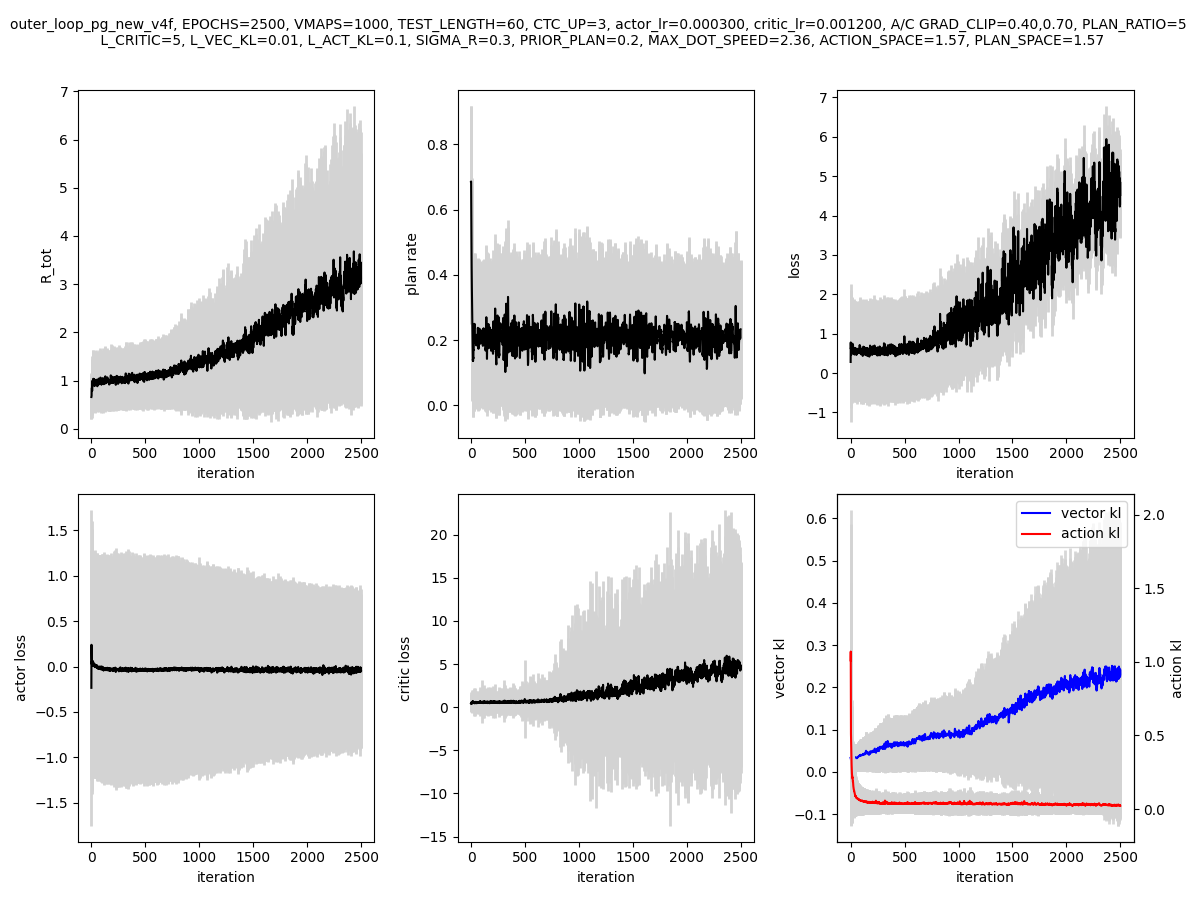 outer_loop_pg_new_v4f, EPOCHS=2500, VMAPS=1000, TEST_LENGTH=60, CTC_UP=3, actor_lr=0.000300, critic_lr=0.001200, A/C GRAD_CLIP=0.40,0.70, PLAN_RATIO=5
L_CRITIC=5, L_VEC_KL=0.01, L_ACT_KL=0.1, SIGMA_R=0.3, PRIOR_PLAN=0.2, MAX_DOT_SPEED=2.36, ACTION_SPACE=1.57, PLAN_SPACE=1.57
R_tot
7
6
5
4
3
2
1
0
0 500 1000 1500 2000 2500
iteration
plan rate
0.8
0.6
0.4
0.2
0.0
0 500 1000 1500 2000 2500
iteration
loss
7
6
5
4
3
2
1
0
−1
0 500 1000 1500 2000 2500
iteration
actor loss
1.5
1.0
0.5
0.0
−0.5
−1.0
−1.5
0 500 1000 1500 2000 2500
iteration
critic loss
20
15
10
5
0
−5
−10
−15
0 500 1000 1500 2000 2500
iteration
vector kl
0.6
0.5
0.4
0.3
0.2
0.1
0.0
−0.1
vector kl
action kl
0 500 1000 1500 2000 2500
iteration
2.0
1.5
1.0
0.5
0.0
action kl